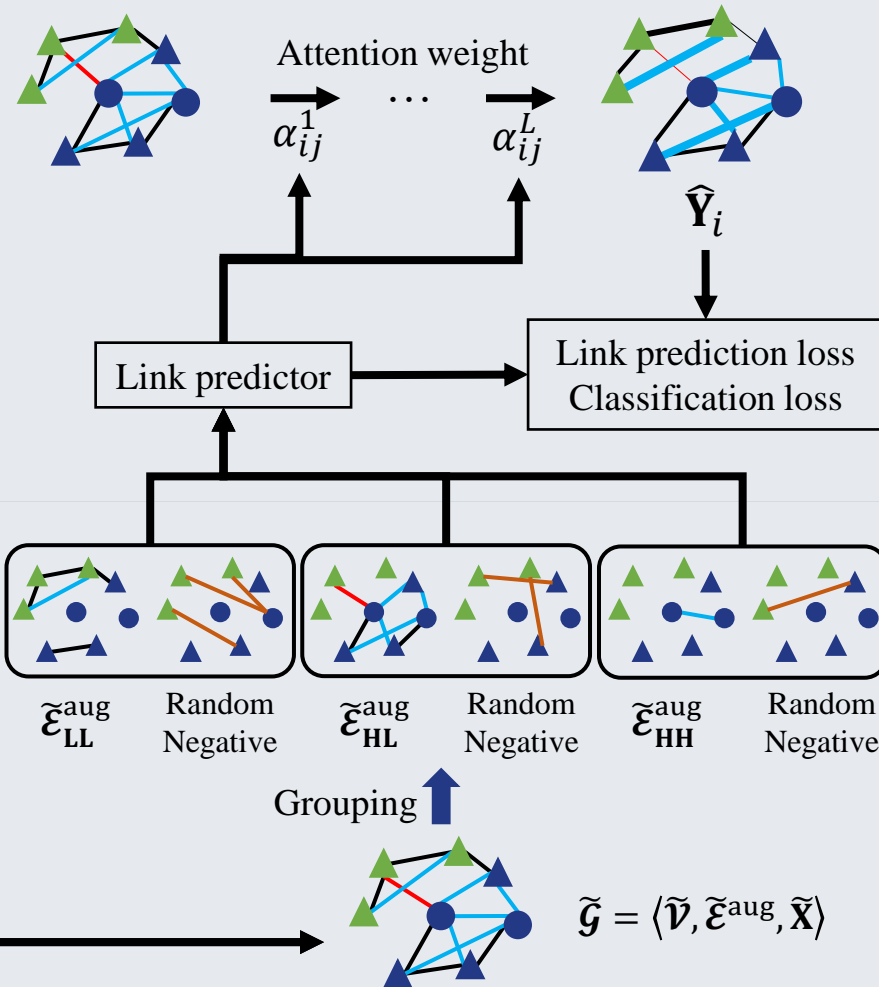 Attention weight
…
α¹ᵢⱼ
αᴸᵢⱼ
Ŷᵢ
Link predictor
Link prediction loss
Classification loss
ℰ̃ᵃᵘᵍ_LL
Random
Negative
ℰ̃ᵃᵘᵍ_HL
Random
Negative
ℰ̃ᵃᵘᵍ_HH
Random
Negative
Grouping
𝒢̃ = ⟨𝒱̃, ℰ̃ᵃᵘᵍ, X̃⟩